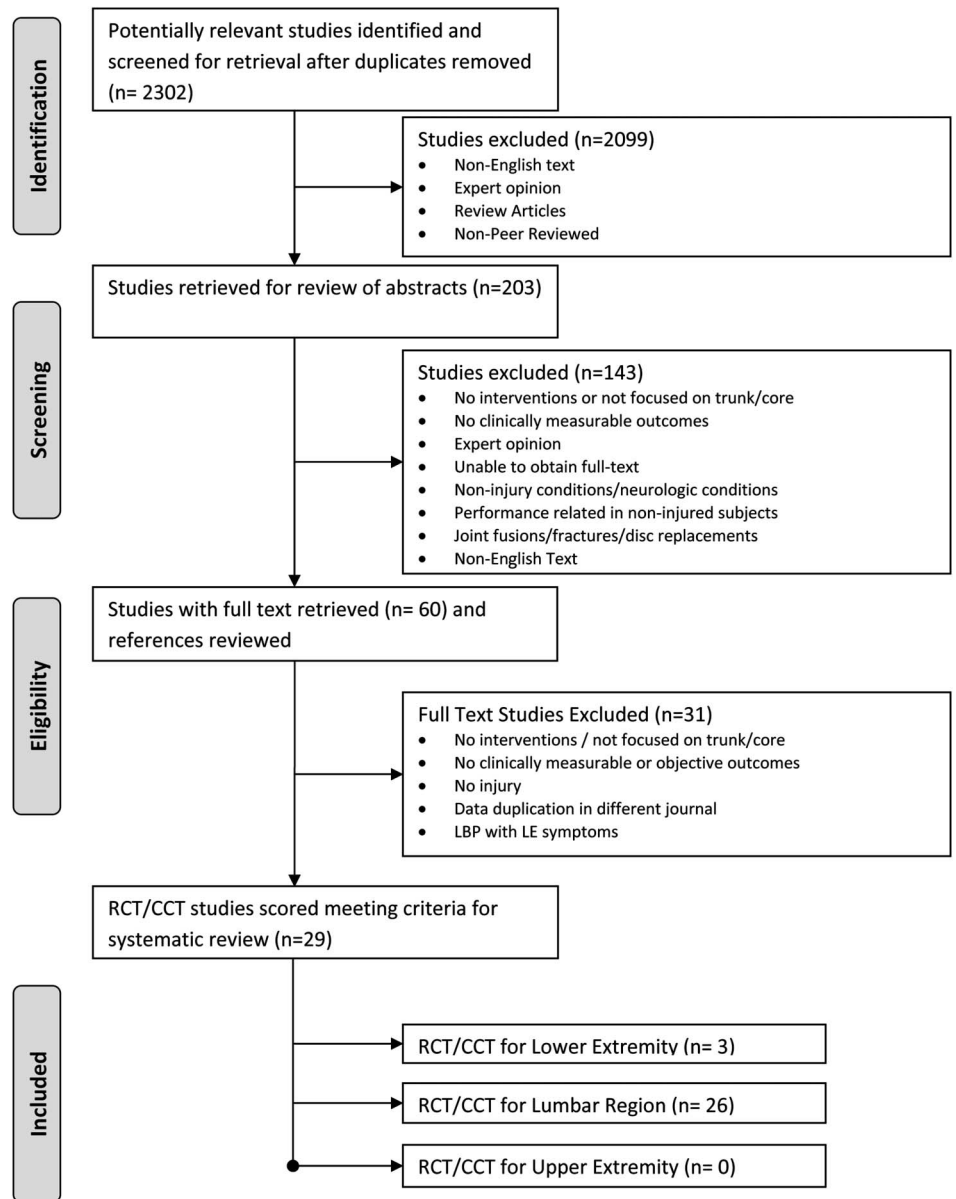 Identification
Potentially relevant studies identified and
screened for retrieval after duplicates removed
(n= 2302)
Studies excluded (n=2099)
• Non-English text
• Expert opinion
• Review Articles
• Non-Peer Reviewed
Screening
Studies retrieved for review of abstracts (n=203)
Studies excluded (n=143)
• No interventions or not focused on trunk/core
• No clinically measurable outcomes
• Expert opinion
• Unable to obtain full-text
• Non-injury conditions/neurologic conditions
• Performance related in non-injured subjects
• Joint fusions/fractures/disc replacements
• Non-English Text
Eligibility
Studies with full text retrieved (n= 60) and
references reviewed
Full Text Studies Excluded (n=31)
• No interventions / not focused on trunk/core
• No clinically measurable or objective outcomes
• No injury
• Data duplication in different journal
• LBP with LE symptoms
RCT/CCT studies scored meeting criteria for
systematic review (n=29)
Included
RCT/CCT for Lower Extremity (n= 3)
RCT/CCT for Lumbar Region (n= 26)
RCT/CCT for Upper Extremity (n= 0)